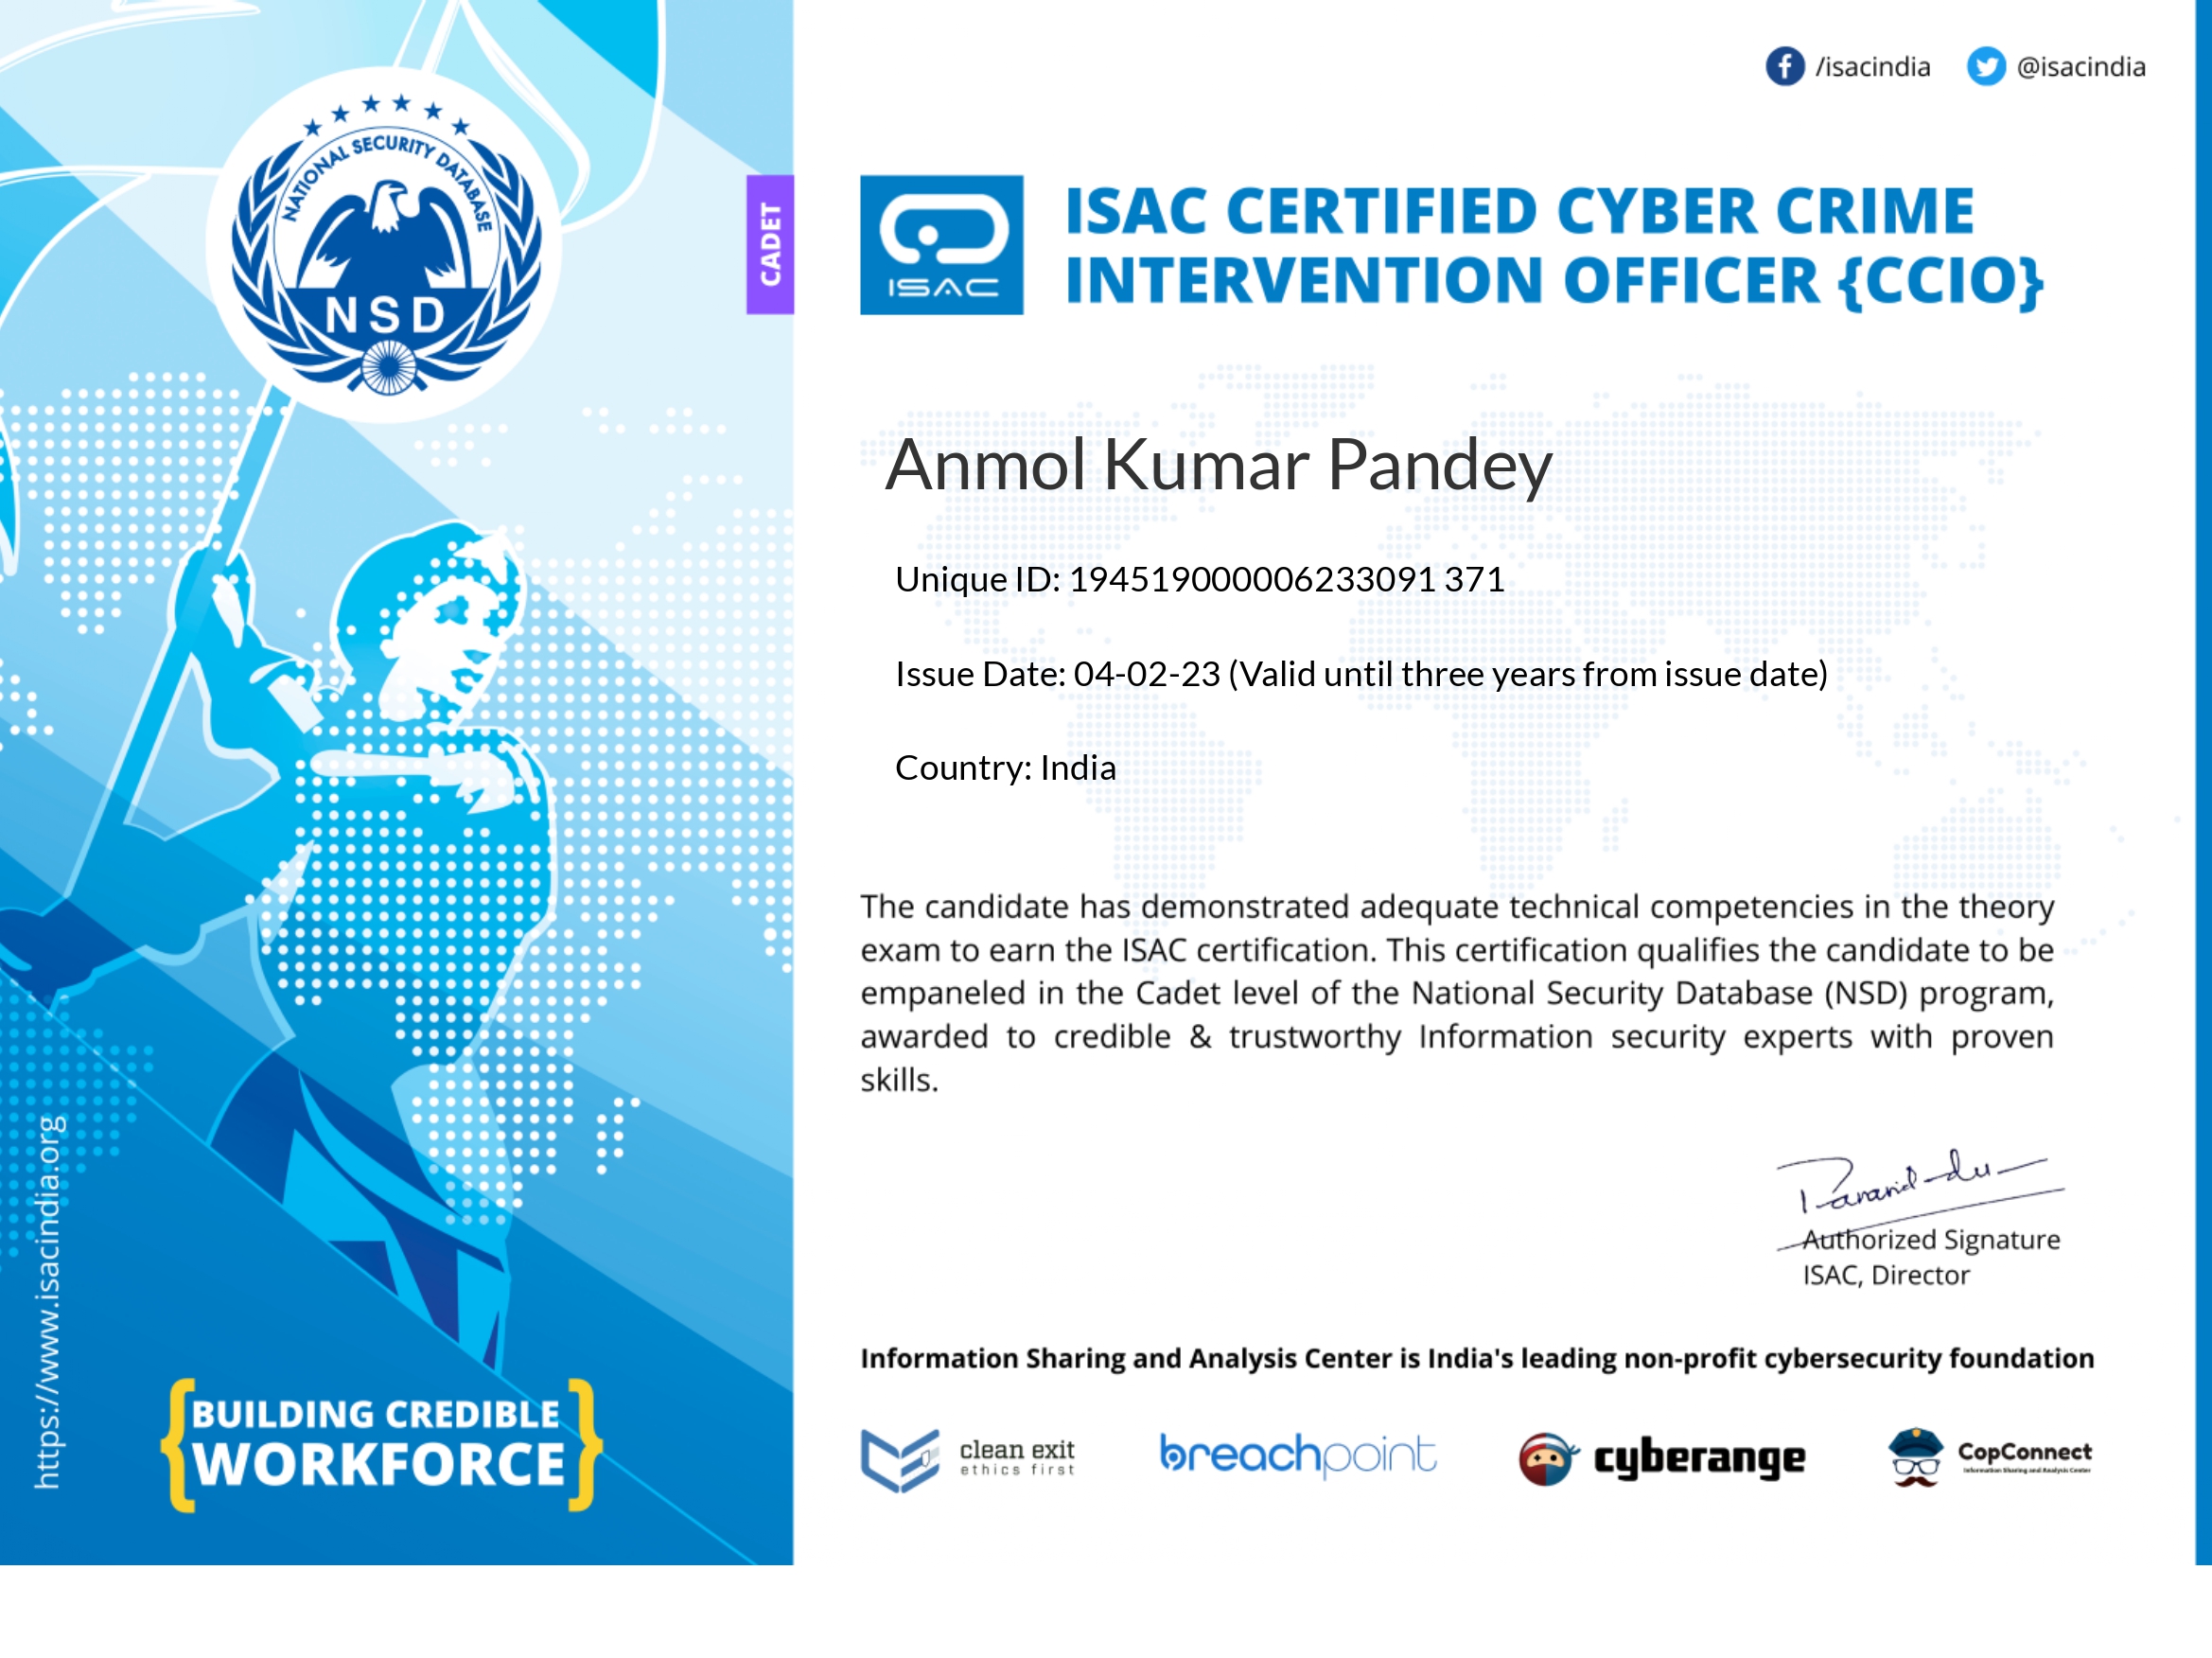 /isacindia @isacindia
NATIONAL SECURITY DATABASE
NSD
CADET
ISAC
ISAC CERTIFIED CYBER CRIME
INTERVENTION OFFICER {CCIO}
Anmol Kumar Pandey
Unique ID: 194519000006233091 371
Issue Date: 04-02-23 (Valid until three years from issue date)
Country: India
The candidate has demonstrated adequate technical competencies in the theory
exam to earn the ISAC certification. This certification qualifies the candidate to be
empaneled in the Cadet level of the National Security Database (NSD) program,
awarded to credible & trustworthy Information security experts with proven
skills.
Authorized Signature
ISAC, Director
Information Sharing and Analysis Center is India's leading non-profit cybersecurity foundation
clean exit
ethics first
breachpoint
cyberange
CopConnect
Information Sharing and Analysis Center
https://www.isacindia.org
{BUILDING CREDIBLE
WORKFORCE}